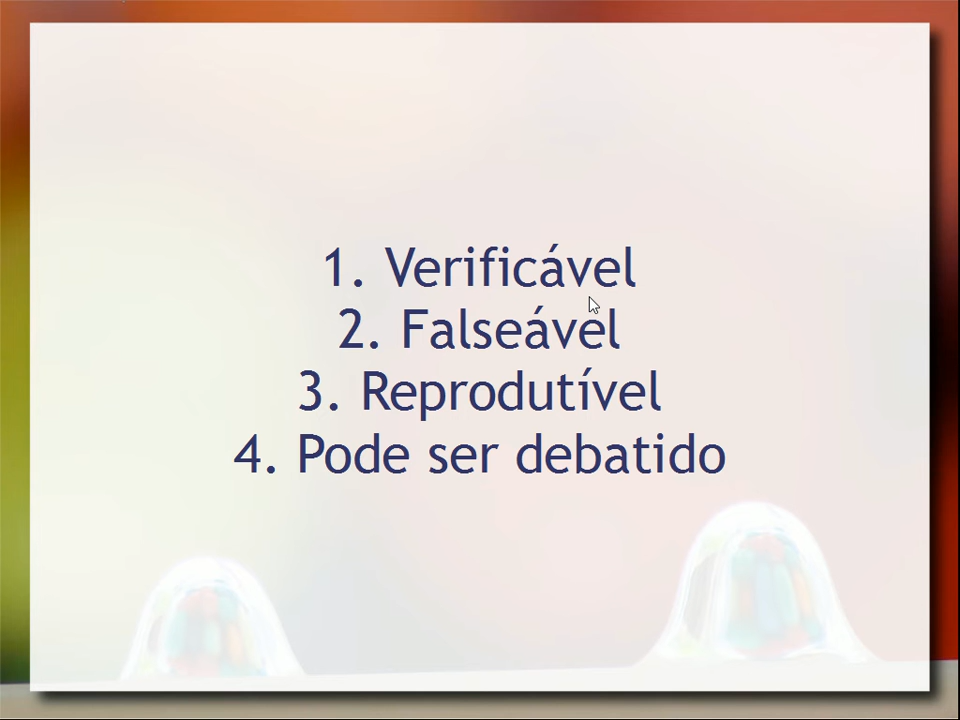 1. Verificável
2. Falseável
3. Reprodutível
4. Pode ser debatido